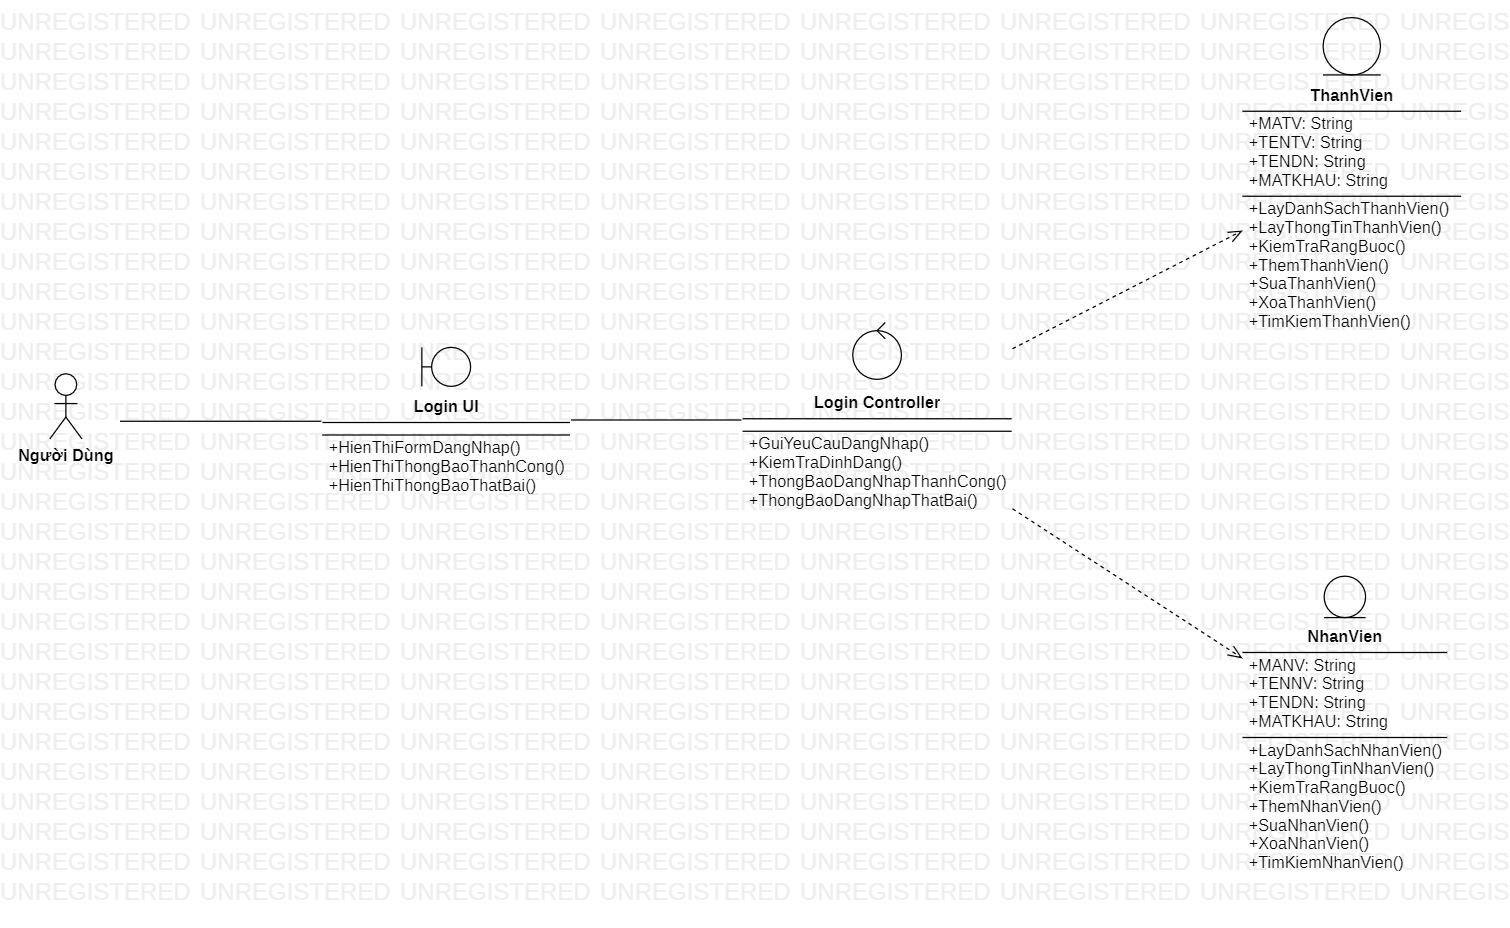 Người Dùng
Login UI
+HienThiFormDangNhap()
+HienThiThongBaoThanhCong()
+HienThiThongBaoThatBai()
Login Controller
+GuiYeuCauDangNhap()
+KiemTraDinhDang()
+ThongBaoDangNhapThanhCong()
+ThongBaoDangNhapThatBai()
ThanhVien
+MATV: String
+TENTV: String
+TENDN: String
+MATKHAU: String
+LayDanhSachThanhVien()
+LayThongTinThanhVien()
+KiemTraRangBuoc()
+ThemThanhVien()
+SuaThanhVien()
+XoaThanhVien()
+TimKiemThanhVien()
NhanVien
+MANV: String
+TENNV: String
+TENDN: String
+MATKHAU: String
+LayDanhSachNhanVien()
+LayThongTinNhanVien()
+KiemTraRangBuoc()
+ThemNhanVien()
+SuaNhanVien()
+XoaNhanVien()
+TimKiemNhanVien()
UNREGISTERED